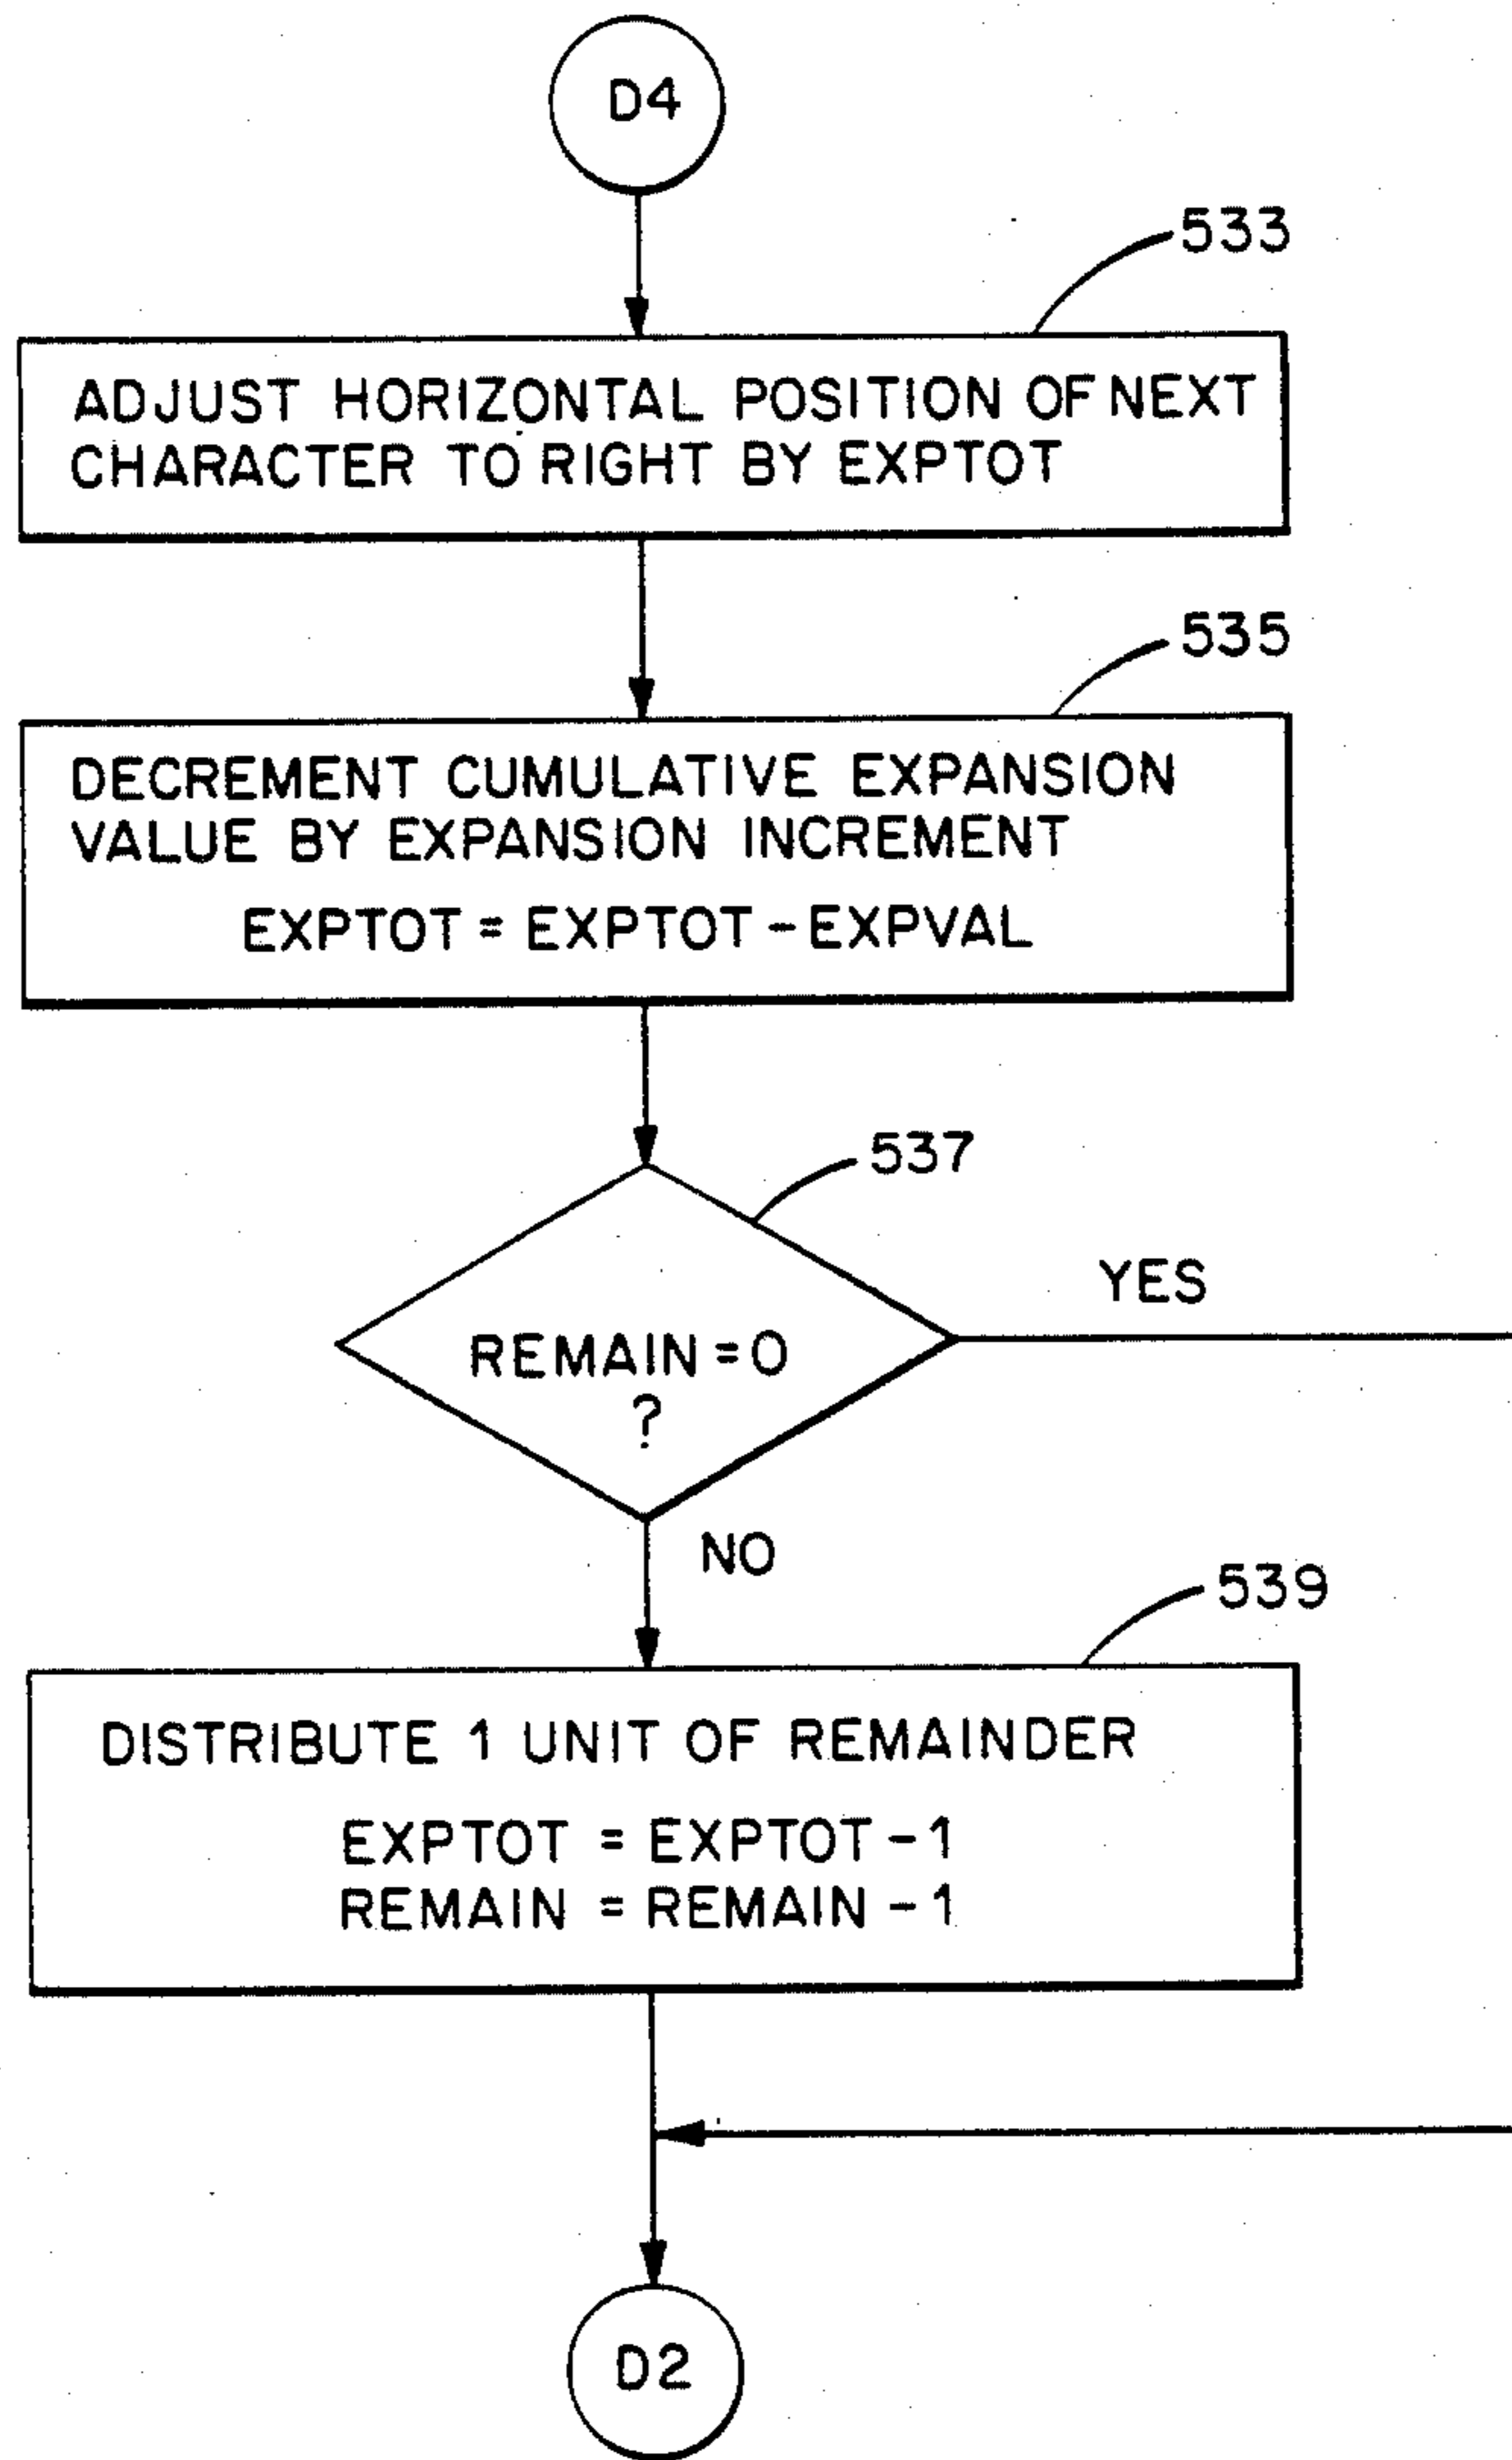 D4
533
ADJUST HORIZONTAL POSITION OF NEXT
CHARACTER TO RIGHT BY EXPTOT
535
DECREMENT CUMULATIVE EXPANSION
VALUE BY EXPANSION INCREMENT
EXPTOT = EXPTOT - EXPVAL
537
YES
REMAIN = 0
?
NO
539
DISTRIBUTE 1 UNIT OF REMAINDER
EXPTOT = EXPTOT - 1
REMAIN = REMAIN - 1
D2